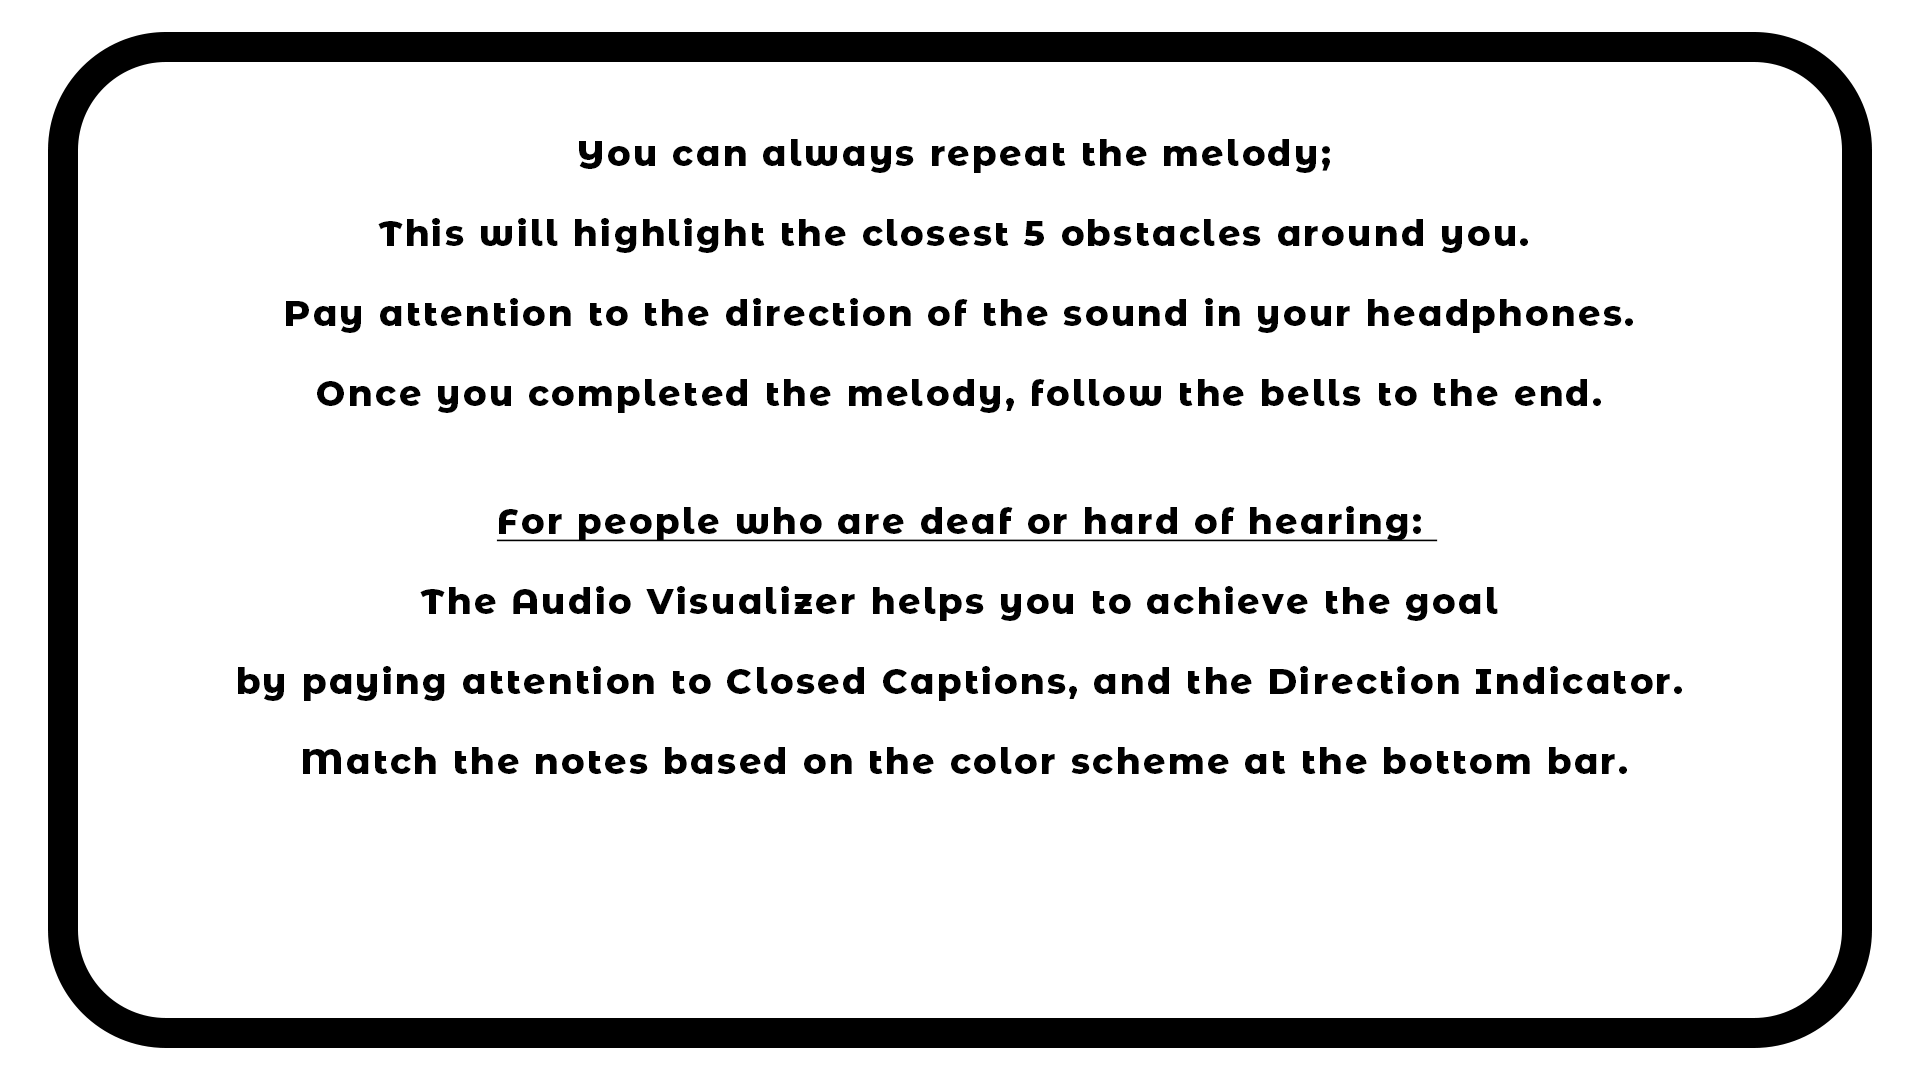 You can always repeat the melody;
This will highlight the closest 5 obstacles around you.
Pay attention to the direction of the sound in your headphones.
Once you completed the melody, follow the bells to the end.
For people who are deaf or hard of hearing:
The Audio Visualizer helps you to achieve the goal
by paying attention to Closed Captions, and the Direction Indicator.
Match the notes based on the color scheme at the bottom bar.